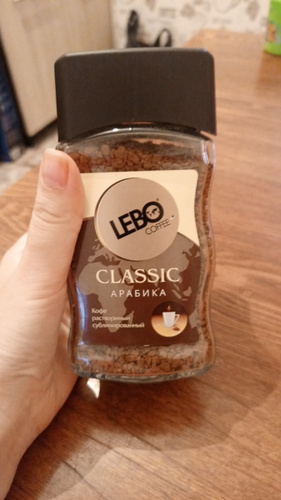 LEBO
COFFEE
CLASSIC
АРАБИКА
Кофе
растворимый
сублимированный